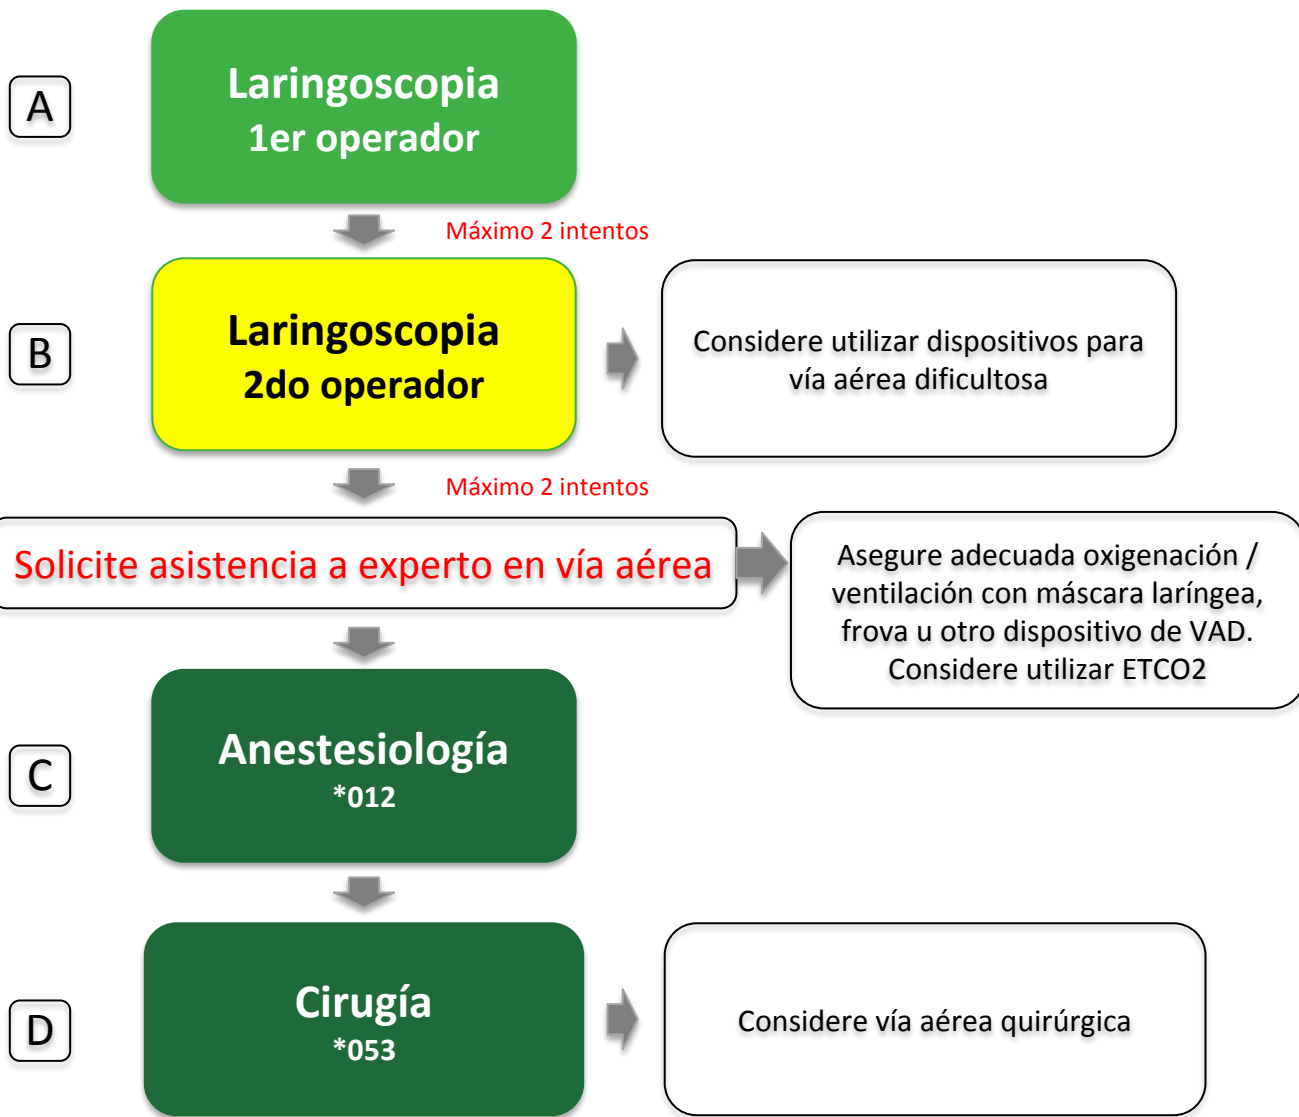 A
Laringoscopia
1er operador
Máximo 2 intentos
B
Laringoscopia
2do operador
Considere utilizar dispositivos para
vía aérea dificultosa
Máximo 2 intentos
Solicite asistencia a experto en vía aérea
Asegure adecuada oxigenación /
ventilación con máscara laríngea,
frova u otro dispositivo de VAD.
Considere utilizar ETCO2
C
Anestesiología
*012
D
Cirugía
*053
Considere vía aérea quirúrgica